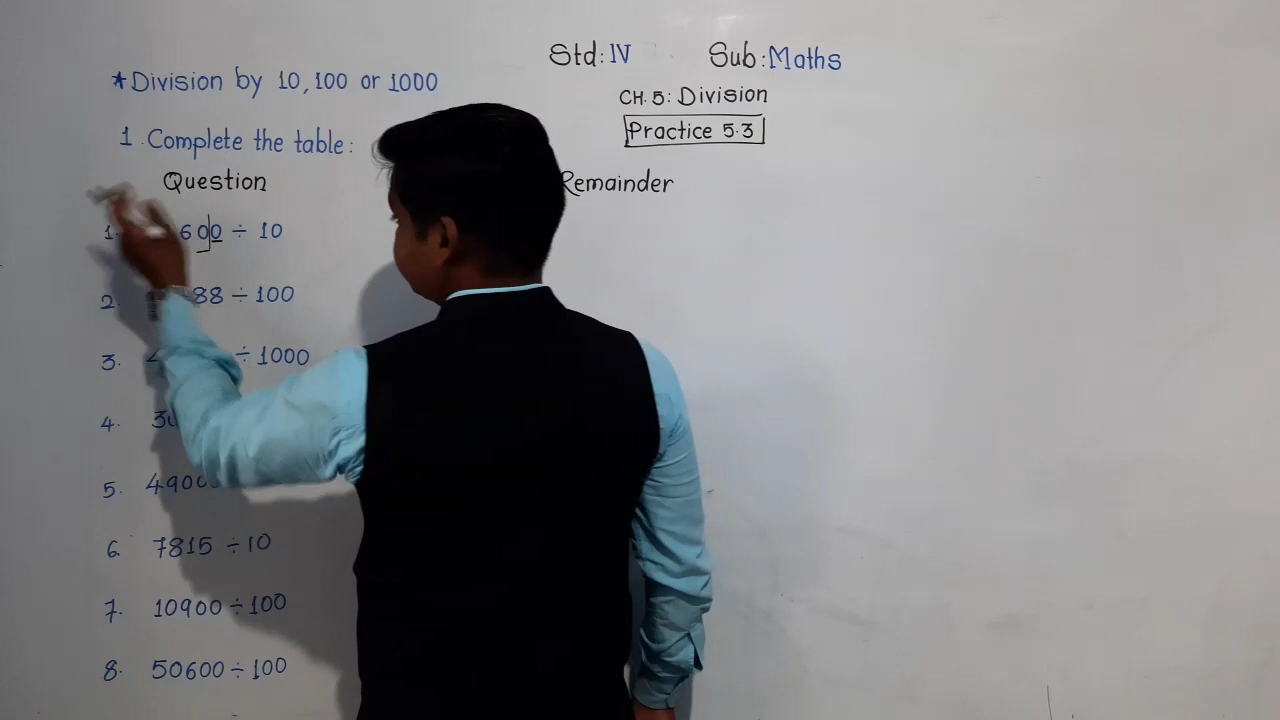 Std: IV Sub: Maths
*Division by 10, 100 or 1000
CH. 5: Division
Practice 5.3
1. Complete the table:
Question Remainder
1. 600 ÷ 10
2. 88 ÷ 100
3. ÷ 1000
4.
5. 4900
6. 7815 ÷ 10
7. 10900 ÷ 100
8. 50600 ÷ 100